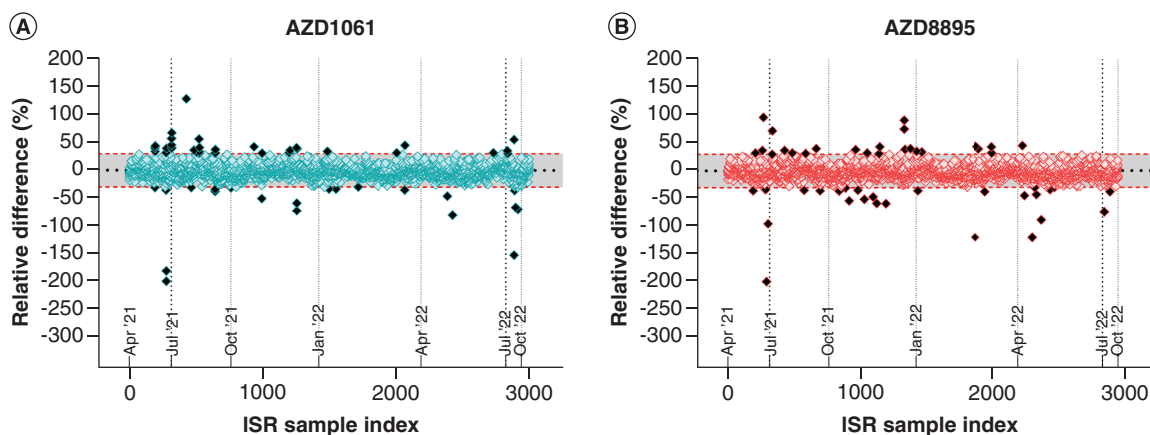 A
AZD1061
Relative difference (%)
200
150
100
50
0
-50
-100
-150
-200
-250
-300
Apr '21
Jul '21
Oct '21
Jan '22
Apr '22
Jul '22
Oct '22
0
1000
2000
3000
ISR sample index
B
AZD8895
Relative difference (%)
200
150
100
50
0
-50
-100
-150
-200
-250
-300
Apr '21
Jul '21
Oct '21
Jan '22
Apr '22
Jul '22
Oct '22
0
1000
2000
3000
ISR sample index